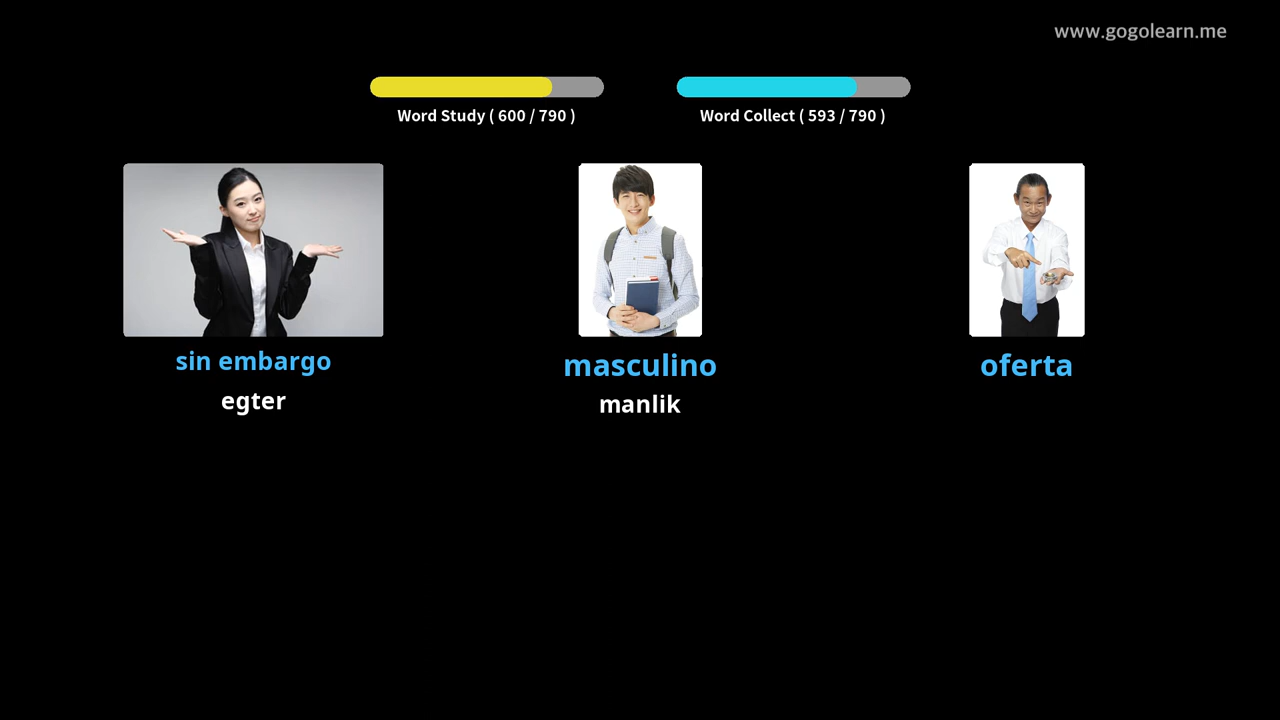 www.gogolearn.me
Word Study ( 600 / 790 )
Word Collect ( 593 / 790 )
sin embargo
egter
masculino
manlik
oferta